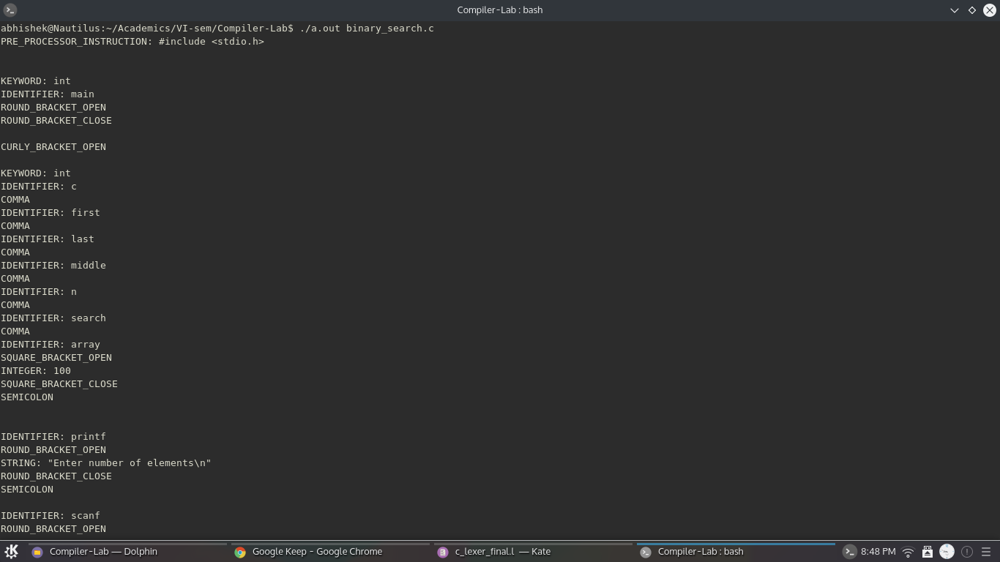 Compiler-Lab : bash
abhishek@Nautilus:~/Academics/VI-sem/Compiler-Lab$ ./a.out binary_search.c
PRE_PROCESSOR_INSTRUCTION: #include <stdio.h>
KEYWORD: int
IDENTIFIER: main
ROUND_BRACKET_OPEN
ROUND_BRACKET_CLOSE
CURLY_BRACKET_OPEN
KEYWORD: int
IDENTIFIER: c
COMMA
IDENTIFIER: first
COMMA
IDENTIFIER: last
COMMA
IDENTIFIER: middle
COMMA
IDENTIFIER: n
COMMA
IDENTIFIER: search
COMMA
IDENTIFIER: array
SQUARE_BRACKET_OPEN
INTEGER: 100
SQUARE_BRACKET_CLOSE
SEMICOLON
IDENTIFIER: printf
ROUND_BRACKET_OPEN
STRING: "Enter number of elements\n"
ROUND_BRACKET_CLOSE
SEMICOLON
IDENTIFIER: scanf
ROUND_BRACKET_OPEN
Compiler-Lab — Dolphin Google Keep - Google Chrome c_lexer_final.l — Kate Compiler-Lab : bash 8:48 PM